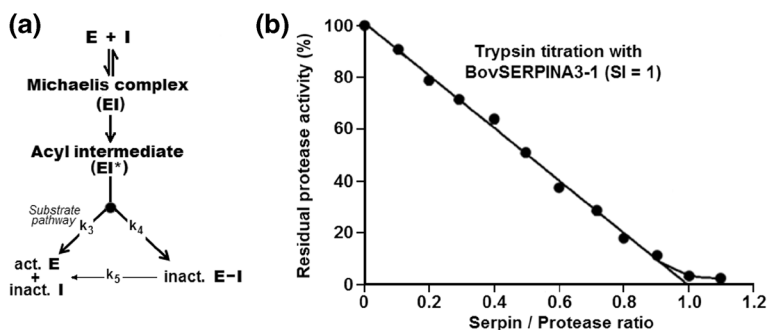 (a)
E + I
Michaelis complex
(EI)
Acyl intermediate
(EI*)
Substrate
pathway
k3
k4
act. E
+
inact. I
k5
inact. E–I
(b)
Residual protease activity (%)
100
80
60
40
20
0
Trypsin titration with
BovSERPINA3-1 (SI = 1)
0
0.2
0.4
0.6
0.8
1.0
1.2
Serpin / Protease ratio